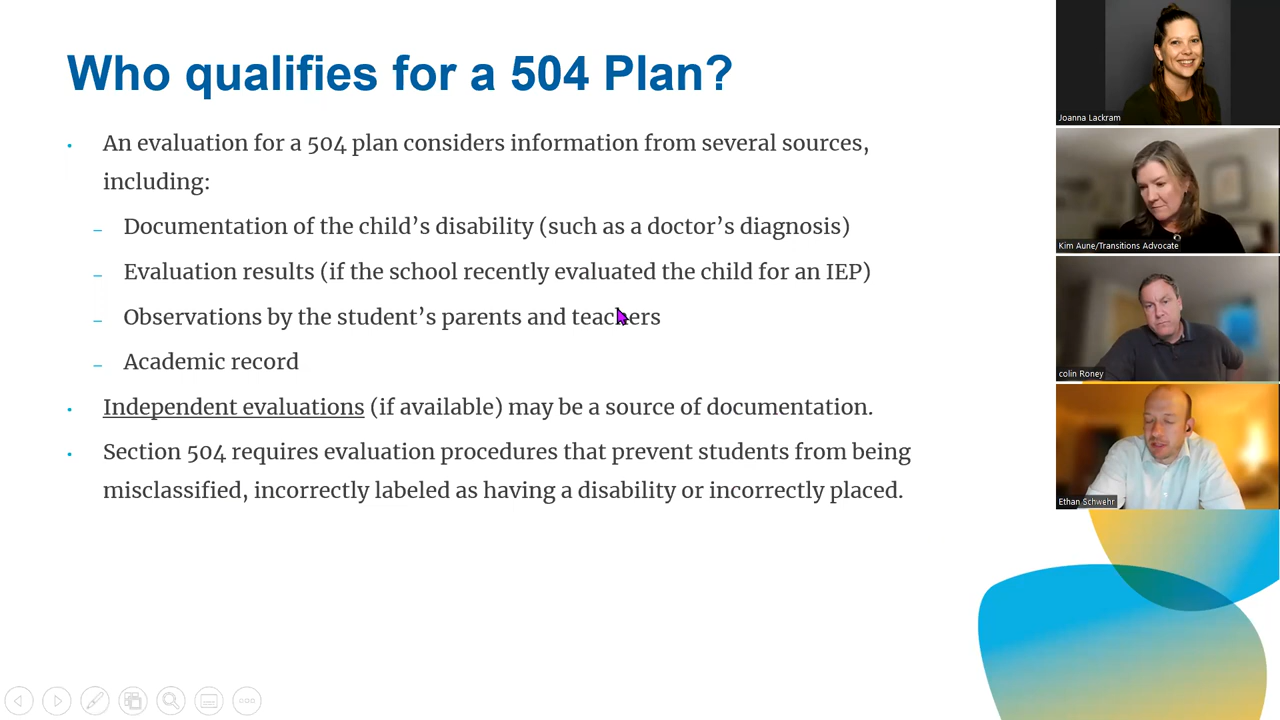 Who qualifies for a 504 Plan?
• An evaluation for a 504 plan considers information from several sources,
including:
– Documentation of the child’s disability (such as a doctor’s diagnosis)
– Evaluation results (if the school recently evaluated the child for an IEP)
– Observations by the student’s parents and teachers
– Academic record
• Independent evaluations (if available) may be a source of documentation.
• Section 504 requires evaluation procedures that prevent students from being
misclassified, incorrectly labeled as having a disability or incorrectly placed.
Joanna Lackram
Kim Aune/Transitions Advocate
colin Roney
Ethan Schwehr